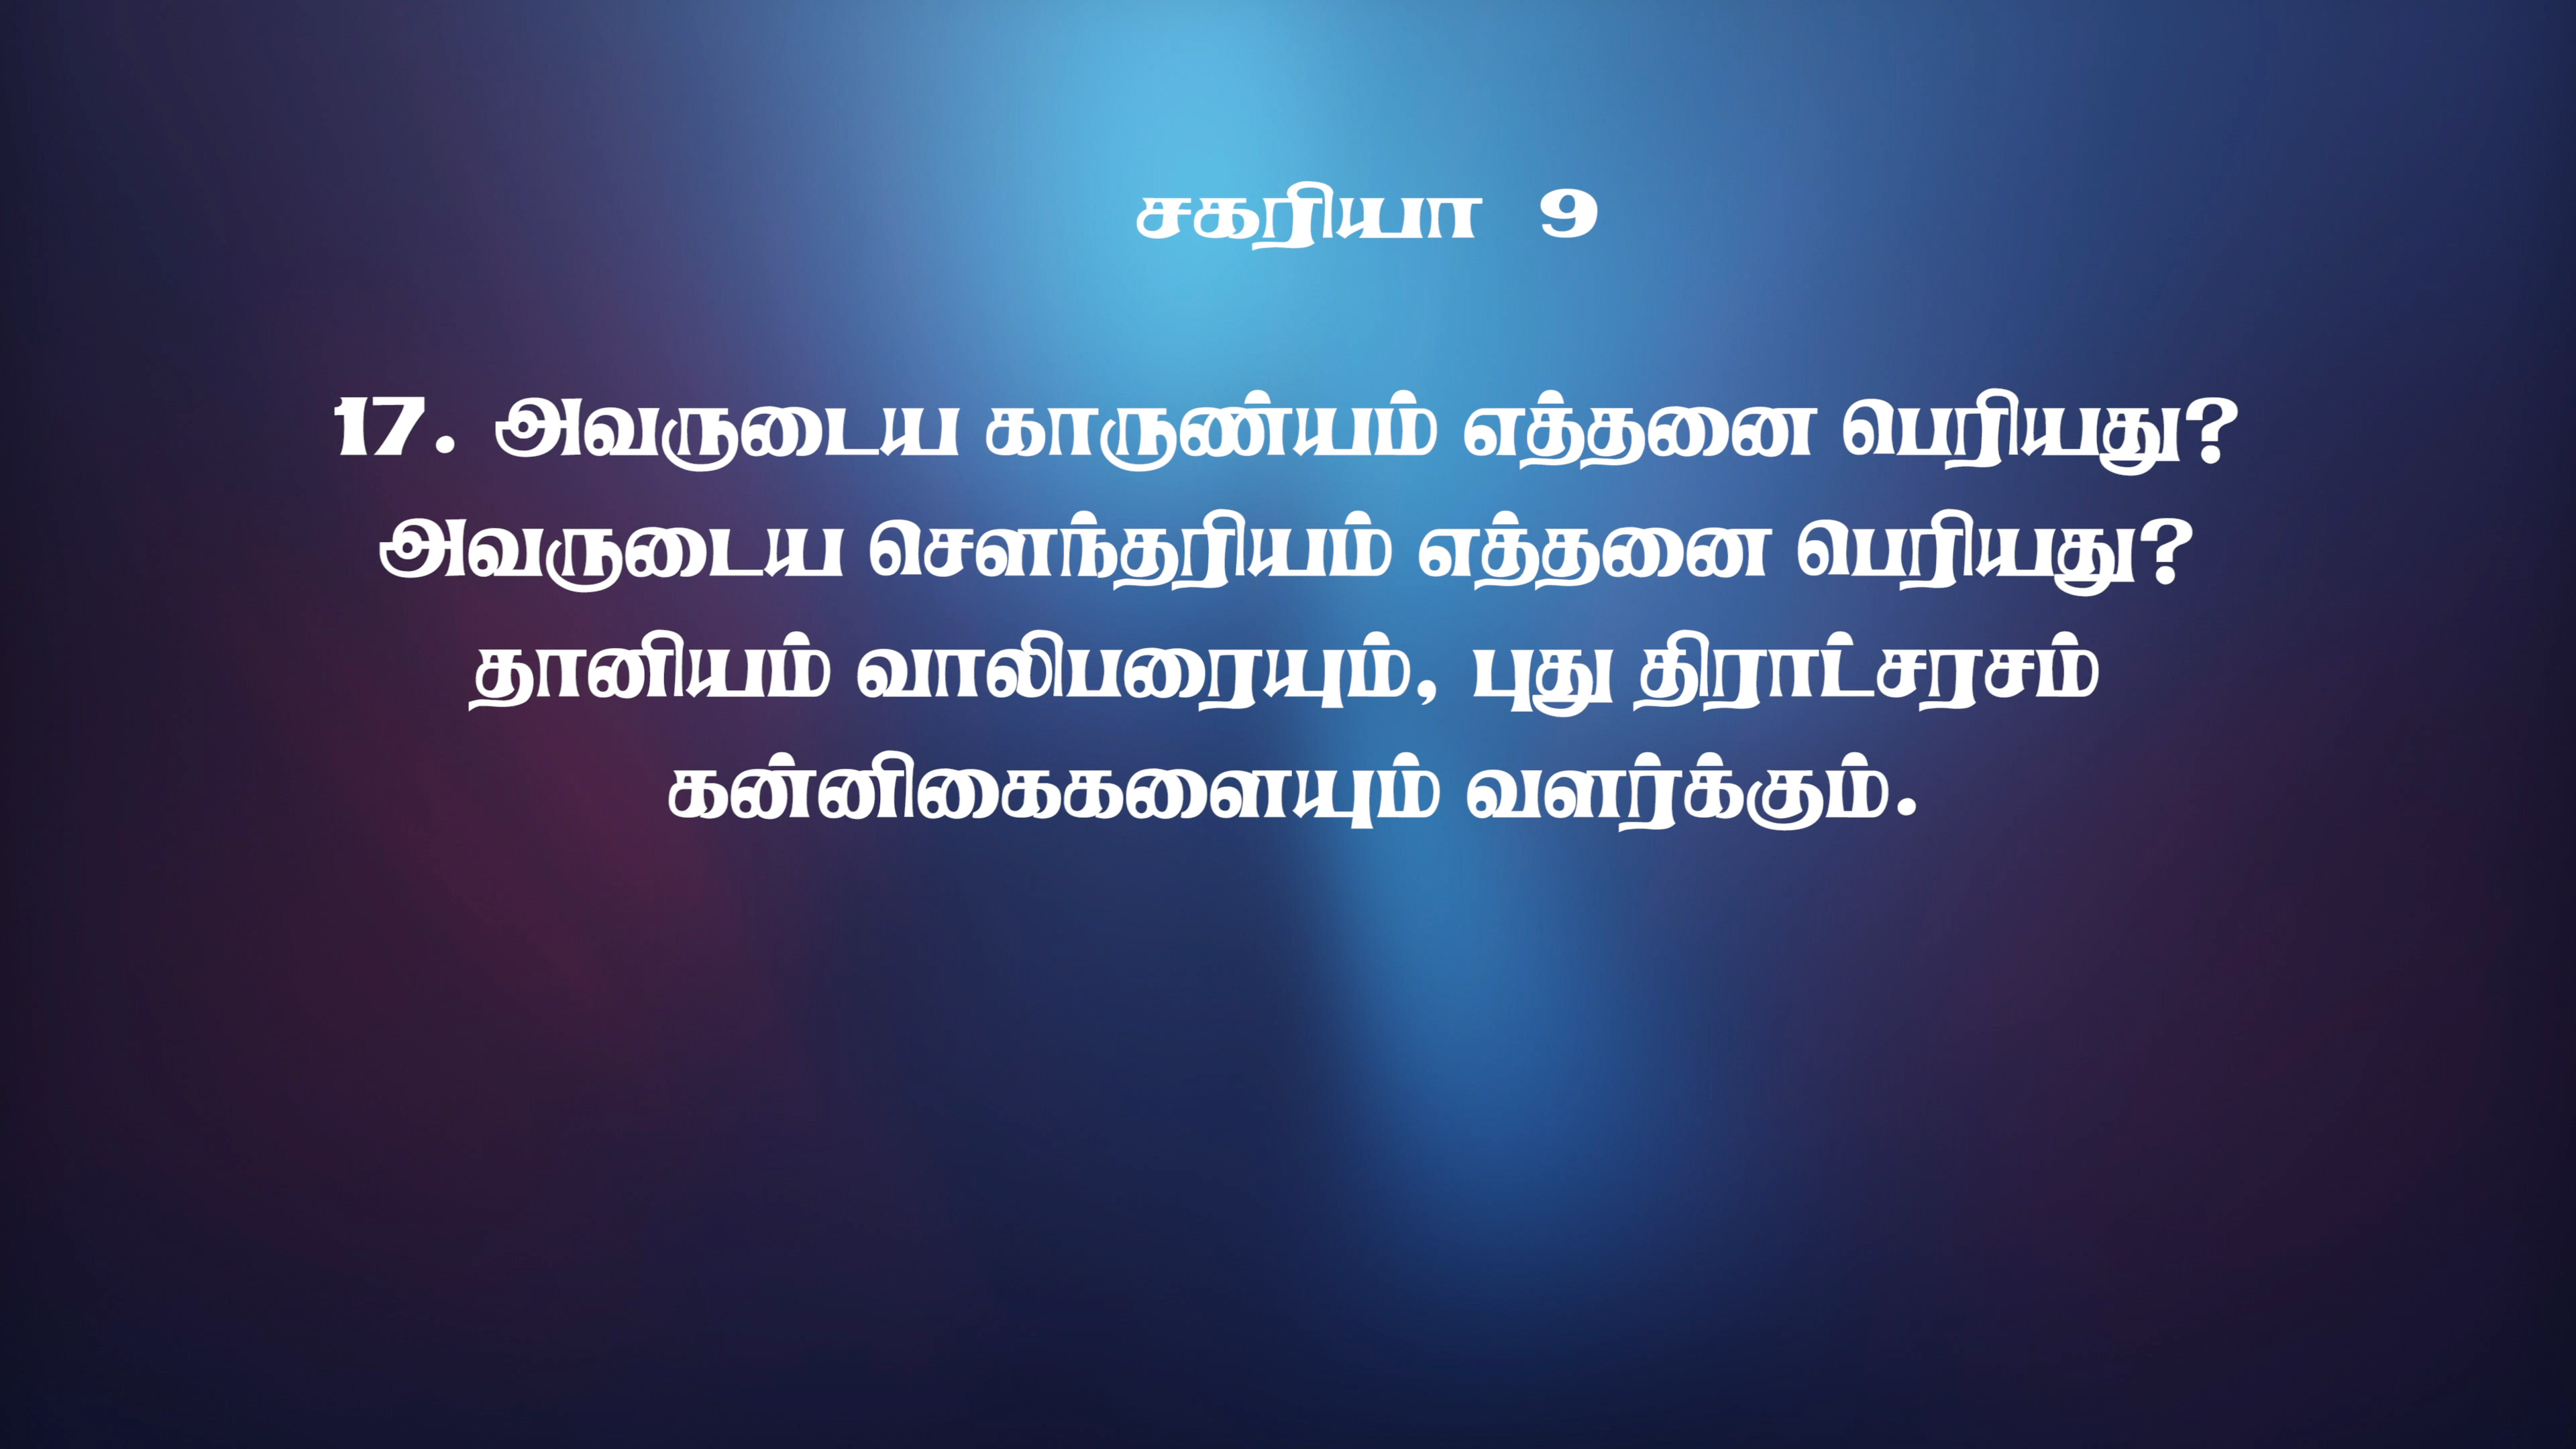 சகரியா 9
17. அவருடைய காருண்யம் எத்தனை பெரியது?
அவருடைய சௌந்தரியம் எத்தனை பெரியது?
தானியம் வாலிபரையும், புது திராட்சரசம்
கன்னிகைகளையும் வளர்க்கும்.